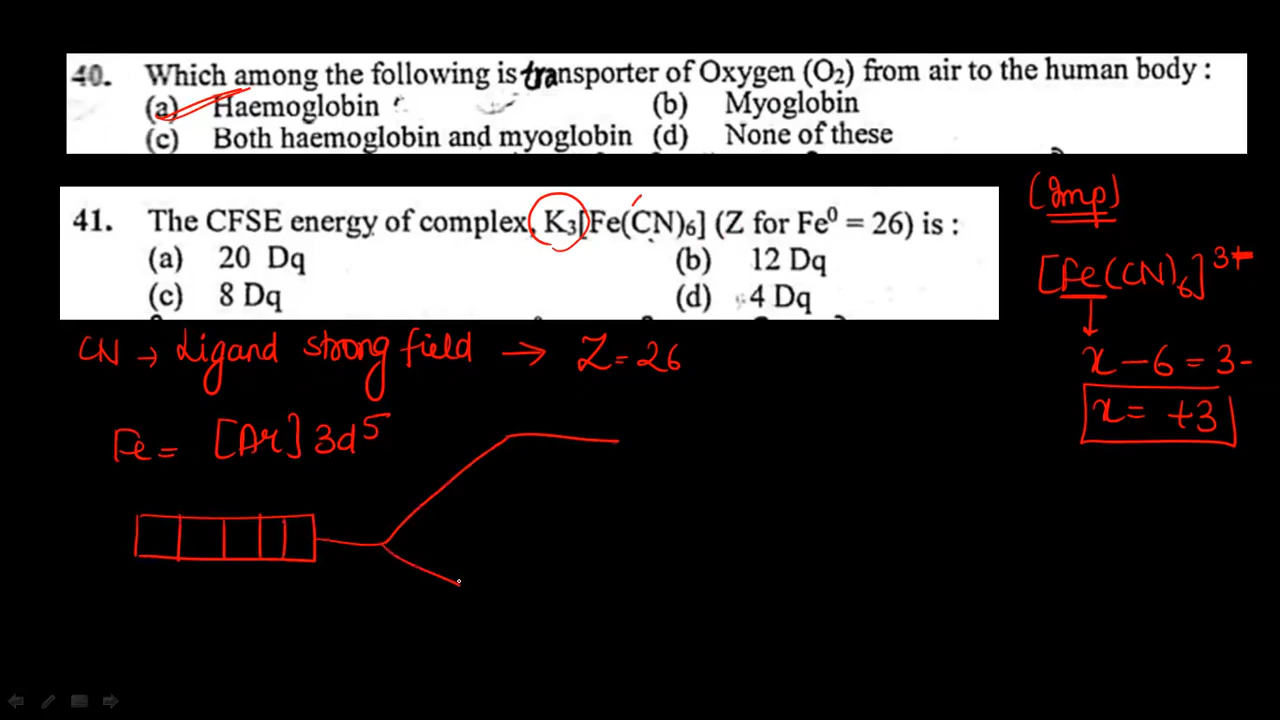 40. Which among the following is transporter of Oxygen (O₂) from air to the human body :
(a) Haemoglobin (b) Myoglobin
(c) Both haemoglobin and myoglobin (d) None of these
41. The CFSE energy of complex, K₃[Fe(CN)₆] (Z for Fe⁰ = 26) is :
(a) 20 Dq (b) 12 Dq
(c) 8 Dq (d) 4 Dq
(Imp)
[Fe(CN)₆]³⁺
x - 6 = 3-
x = +3
CN → Ligand strong field → Z = 26
Fe = [Ar] 3d⁵